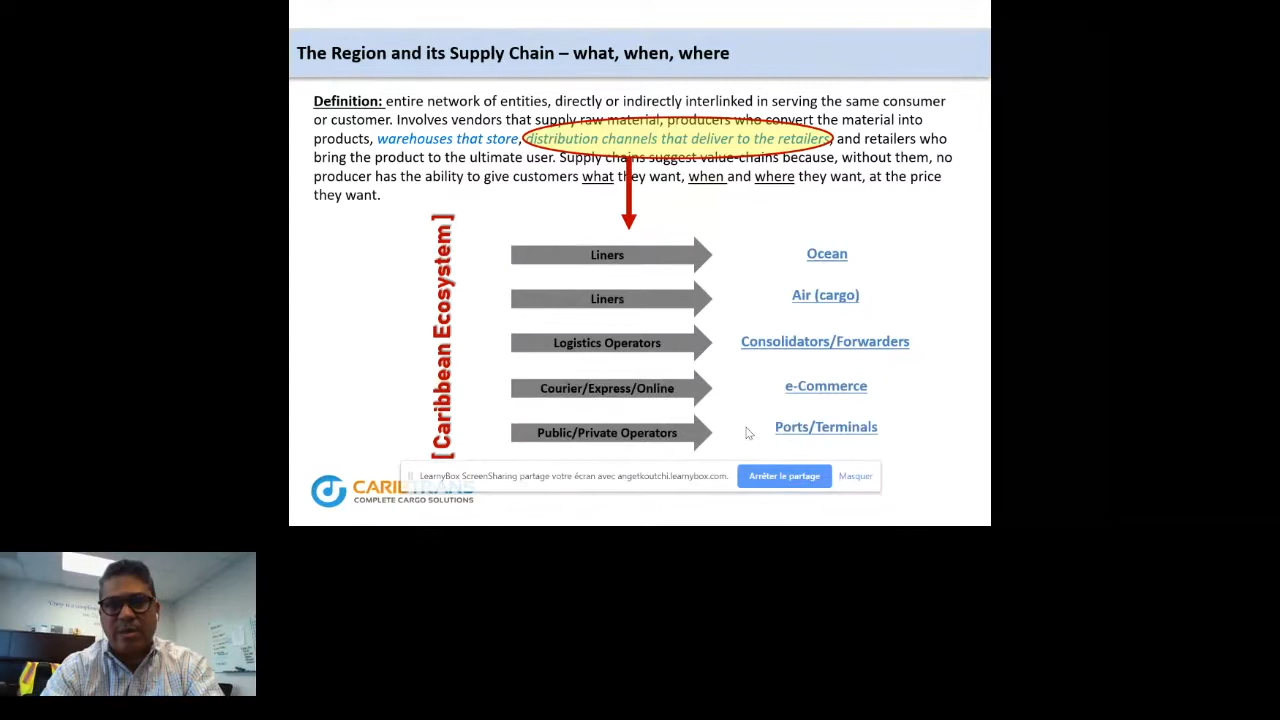 The Region and its Supply Chain – what, when, where
Definition: entire network of entities, directly or indirectly interlinked in serving the same consumer
or customer. Involves vendors that supply raw material, producers who convert the material into
products, warehouses that store, distribution channels that deliver to the retailers, and retailers who
bring the product to the ultimate user. Supply chains suggest value-chains because, without them, no
producer has the ability to give customers what they want, when and where they want, at the price
they want.
[ Caribbean Ecosystem ]
Liners
Ocean
Liners
Air (cargo)
Logistics Operators
Consolidators/Forwarders
Courier/Express/Online
e-Commerce
Public/Private Operators
Ports/Terminals
LearnyBox ScreenSharing partage votre écran avec angetkoutchi.learnybox.com.
Arrêter le partage
Masquer
COMPLETE CARGO SOLUTIONS